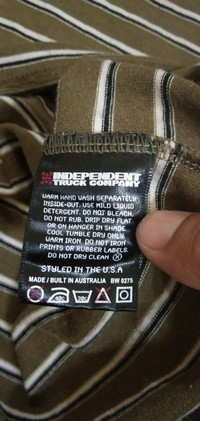 INDEPENDENT
TRUCK COMPANY
WARM HAND WASH SEPARATELY
INSIDE-OUT. USE MILD LIQUID
DETERGENT. DO NOT BLEACH.
DO NOT RUB. DRIP DRY FLAT
OR ON HANGER IN SHADE
COOL TUMBLE DRY ONLY.
WARM IRON. DO NOT IRON
PRINTS OR RUBBER LABELS.
DO NOT DRY CLEAN
STYLED IN THE U.S.A
MADE / BUILT IN AUSTRALIA BW 0275